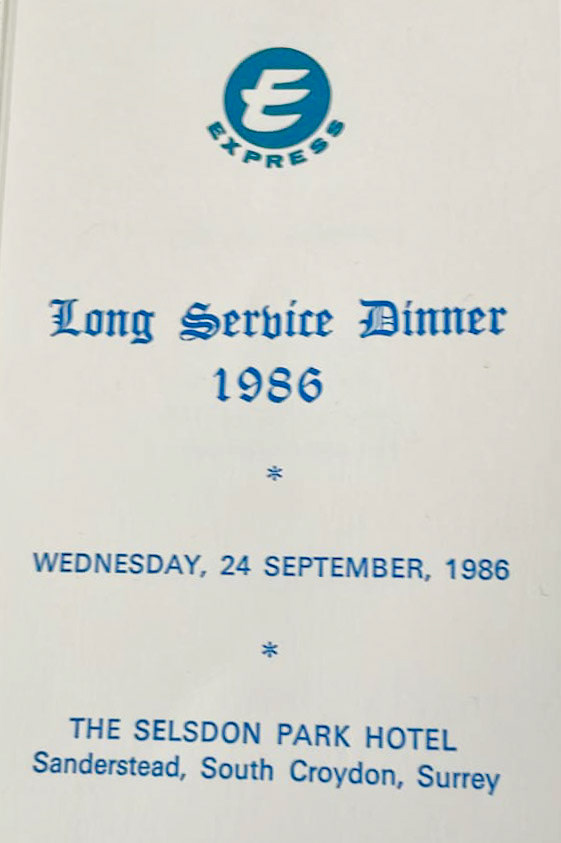 E
EXPRESS
Long Service Dinner
1986
*
WEDNESDAY, 24 SEPTEMBER, 1986
*
THE SELSDON PARK HOTEL
Sanderstead, South Croydon, Surrey